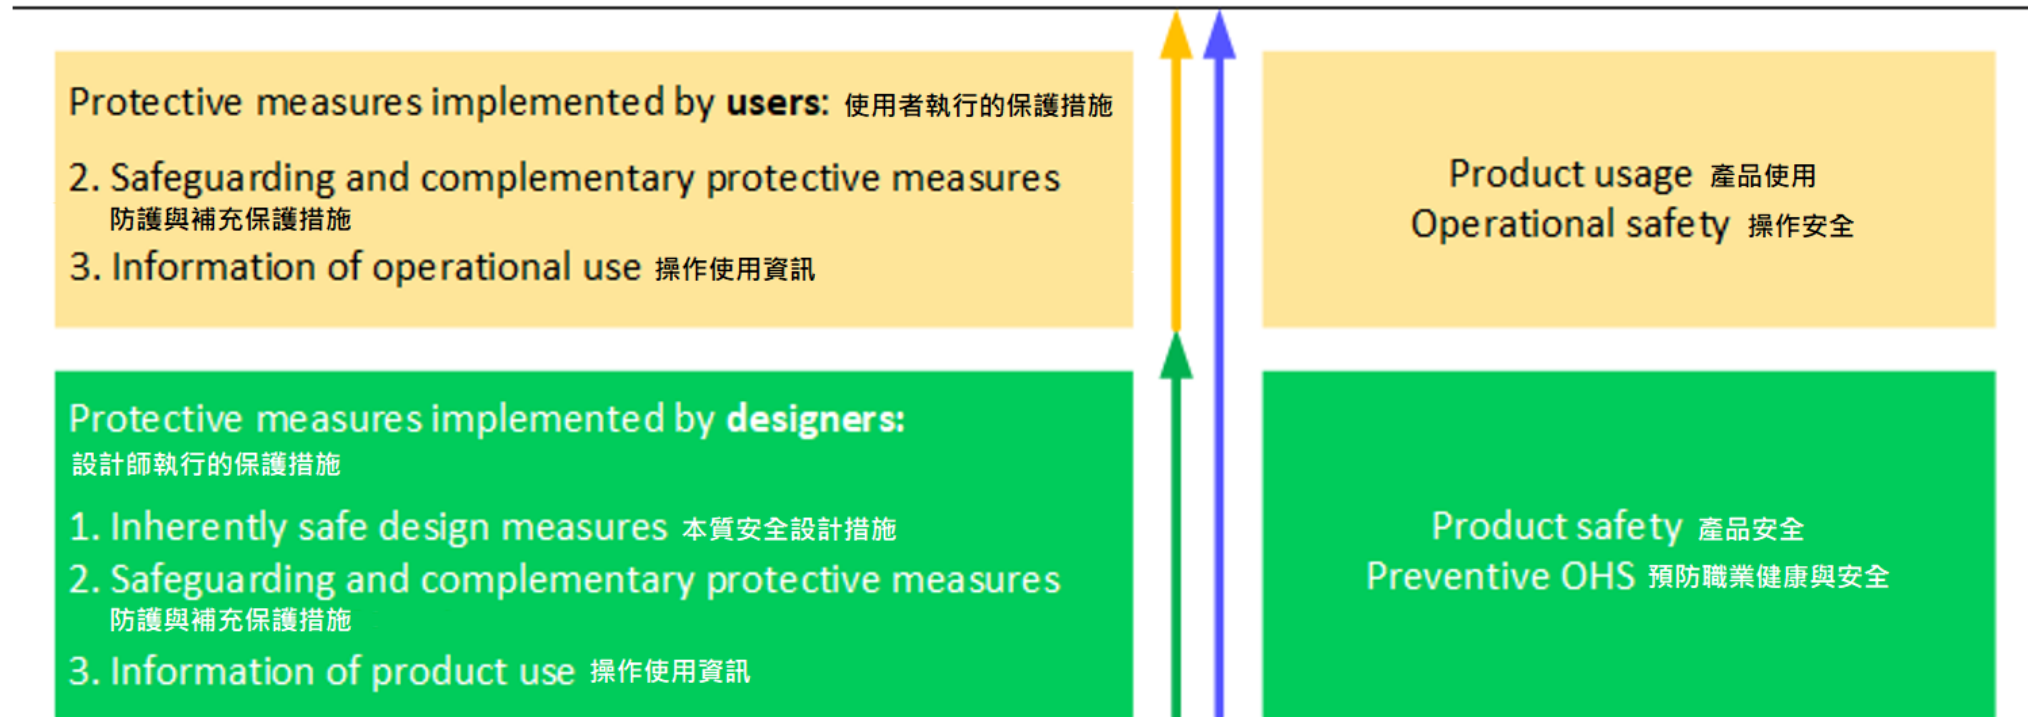 Protective measures implemented by users: 使用者執行的保護措施
2. Safeguarding and complementary protective measures
防護與補充保護措施
3. Information of operational use 操作使用資訊
Product usage 產品使用
Operational safety 操作安全
Protective measures implemented by designers:
設計師執行的保護措施
1. Inherently safe design measures 本質安全設計措施
2. Safeguarding and complementary protective measures
防護與補充保護措施
3. Information of product use 操作使用資訊
Product safety 產品安全
Preventive OHS 預防職業健康與安全